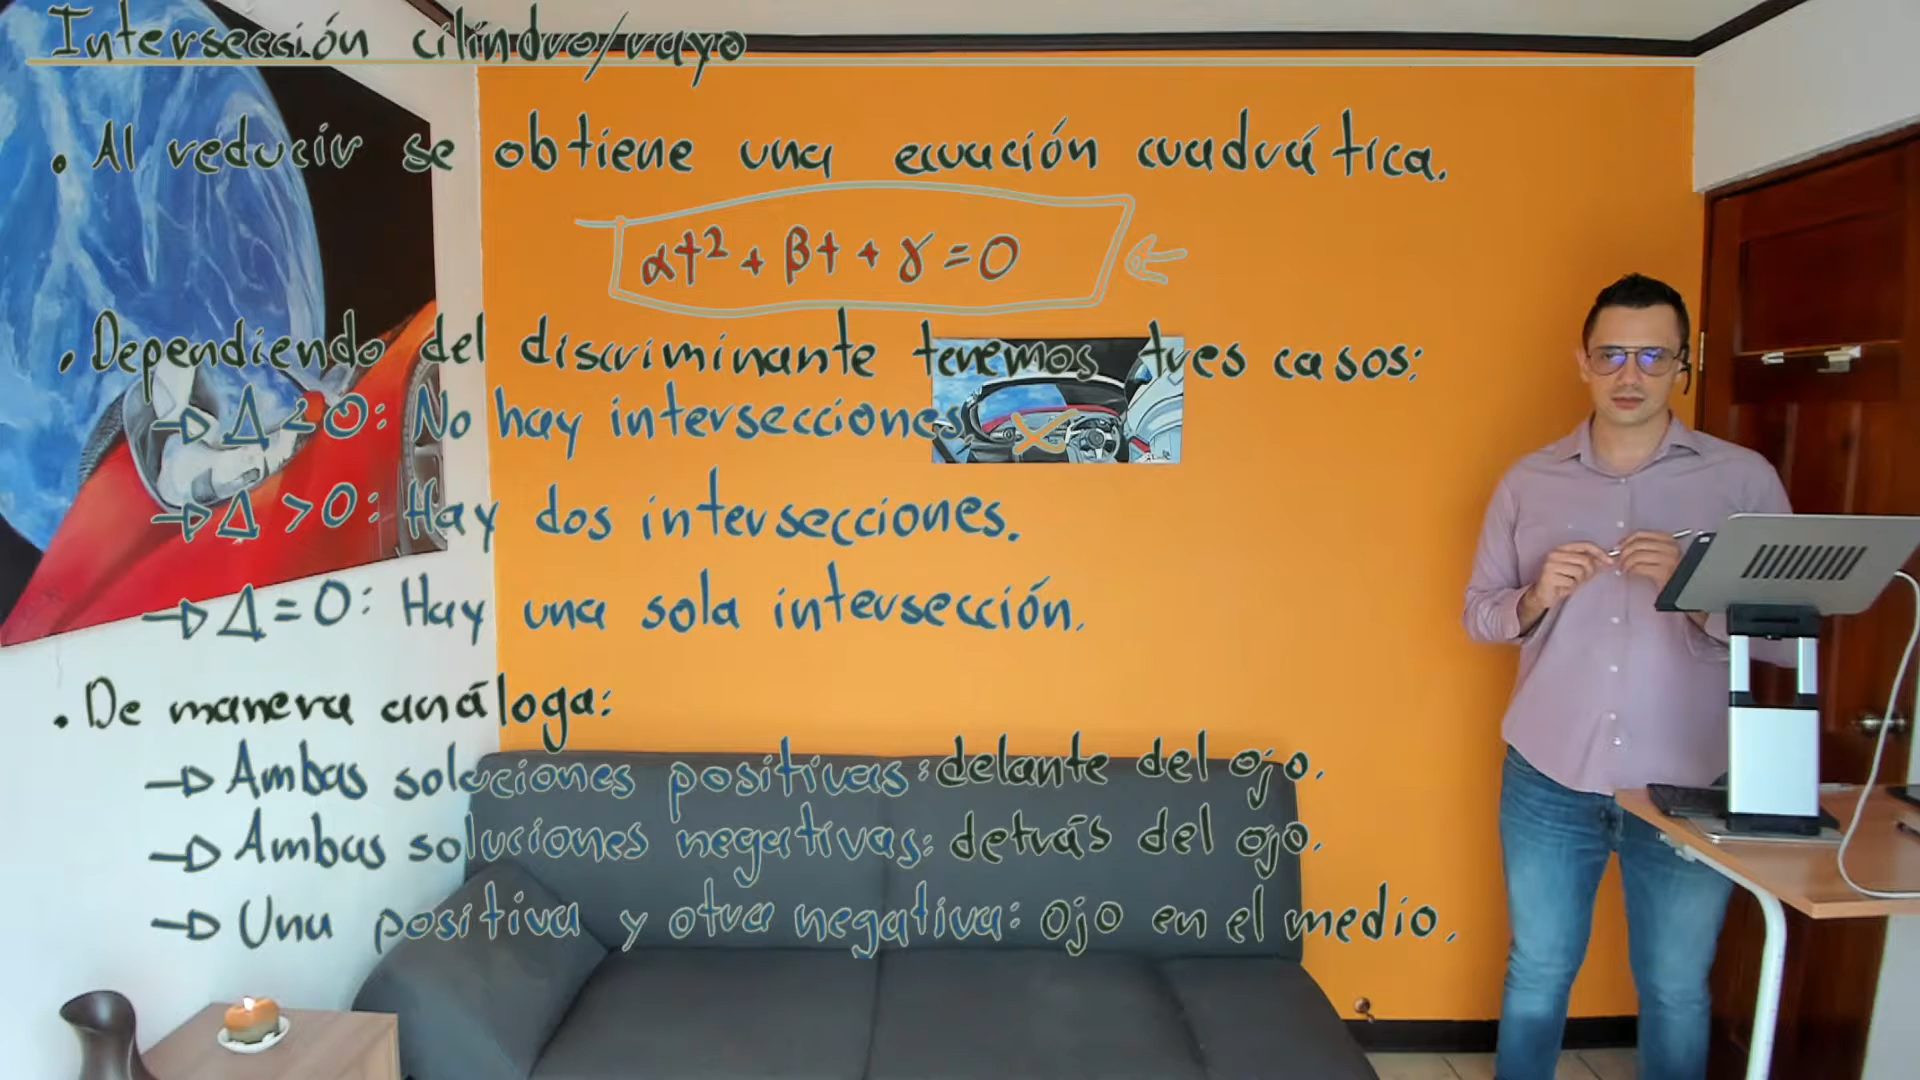 Intersección cilindro/rayo
. Al reducir se obtiene una ecuación cuadrática.
αt² + βt + γ = 0
. Dependiendo del discriminante tenemos tres casos:
→ Δ < 0: No hay intersecciones.
→ Δ > 0: Hay dos intersecciones.
→ Δ = 0: Hay una sola intersección.
. De manera análoga:
→ Ambas soluciones positivas: delante del ojo.
→ Ambas soluciones negativas: detrás del ojo.
→ Una positiva y otra negativa: Ojo en el medio.